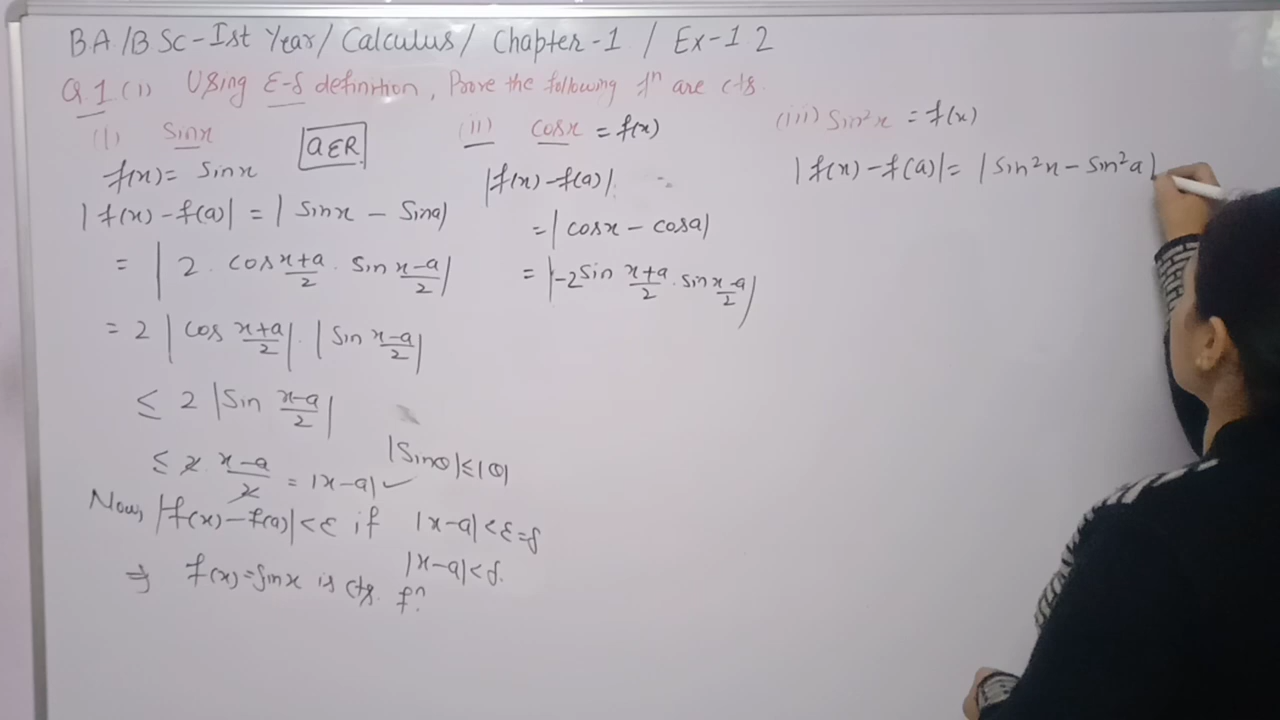 BA/BSc-Ist Year/ Calculus/ Chapter-1 / Ex-1.2
Q.1 (i) Using ε-δ definition, Prove the following fⁿ are cts.
(i) Sinx
a∈R
f(x) = sinx
| f(x) - f(a)| = | Sinx - Sina|
= | 2 . cos x+a/2 . sin x-a/2 |
= 2 | cos x+a/2 | . | sin x-a/2 |
≤ 2 |Sin x-a/2 |
≤ 2 . x-a/2 = |x-a| ✓ |Sinθ| ≤ |θ|
Now, |f(x) - f(a)| < ε if |x-a| < ε = δ
|x-a| < δ.
⇒ f(x) = sinx is cts. fⁿ.
(ii) cosx = f(x)
|f(x) - f(a)|
= | cosx - cosa|
= |-2 sin x+a/2 . sin x-a/2 |
(iii) Sin²x = f(x)
| f(x) - f(a)| = | Sin²x - Sin²a |